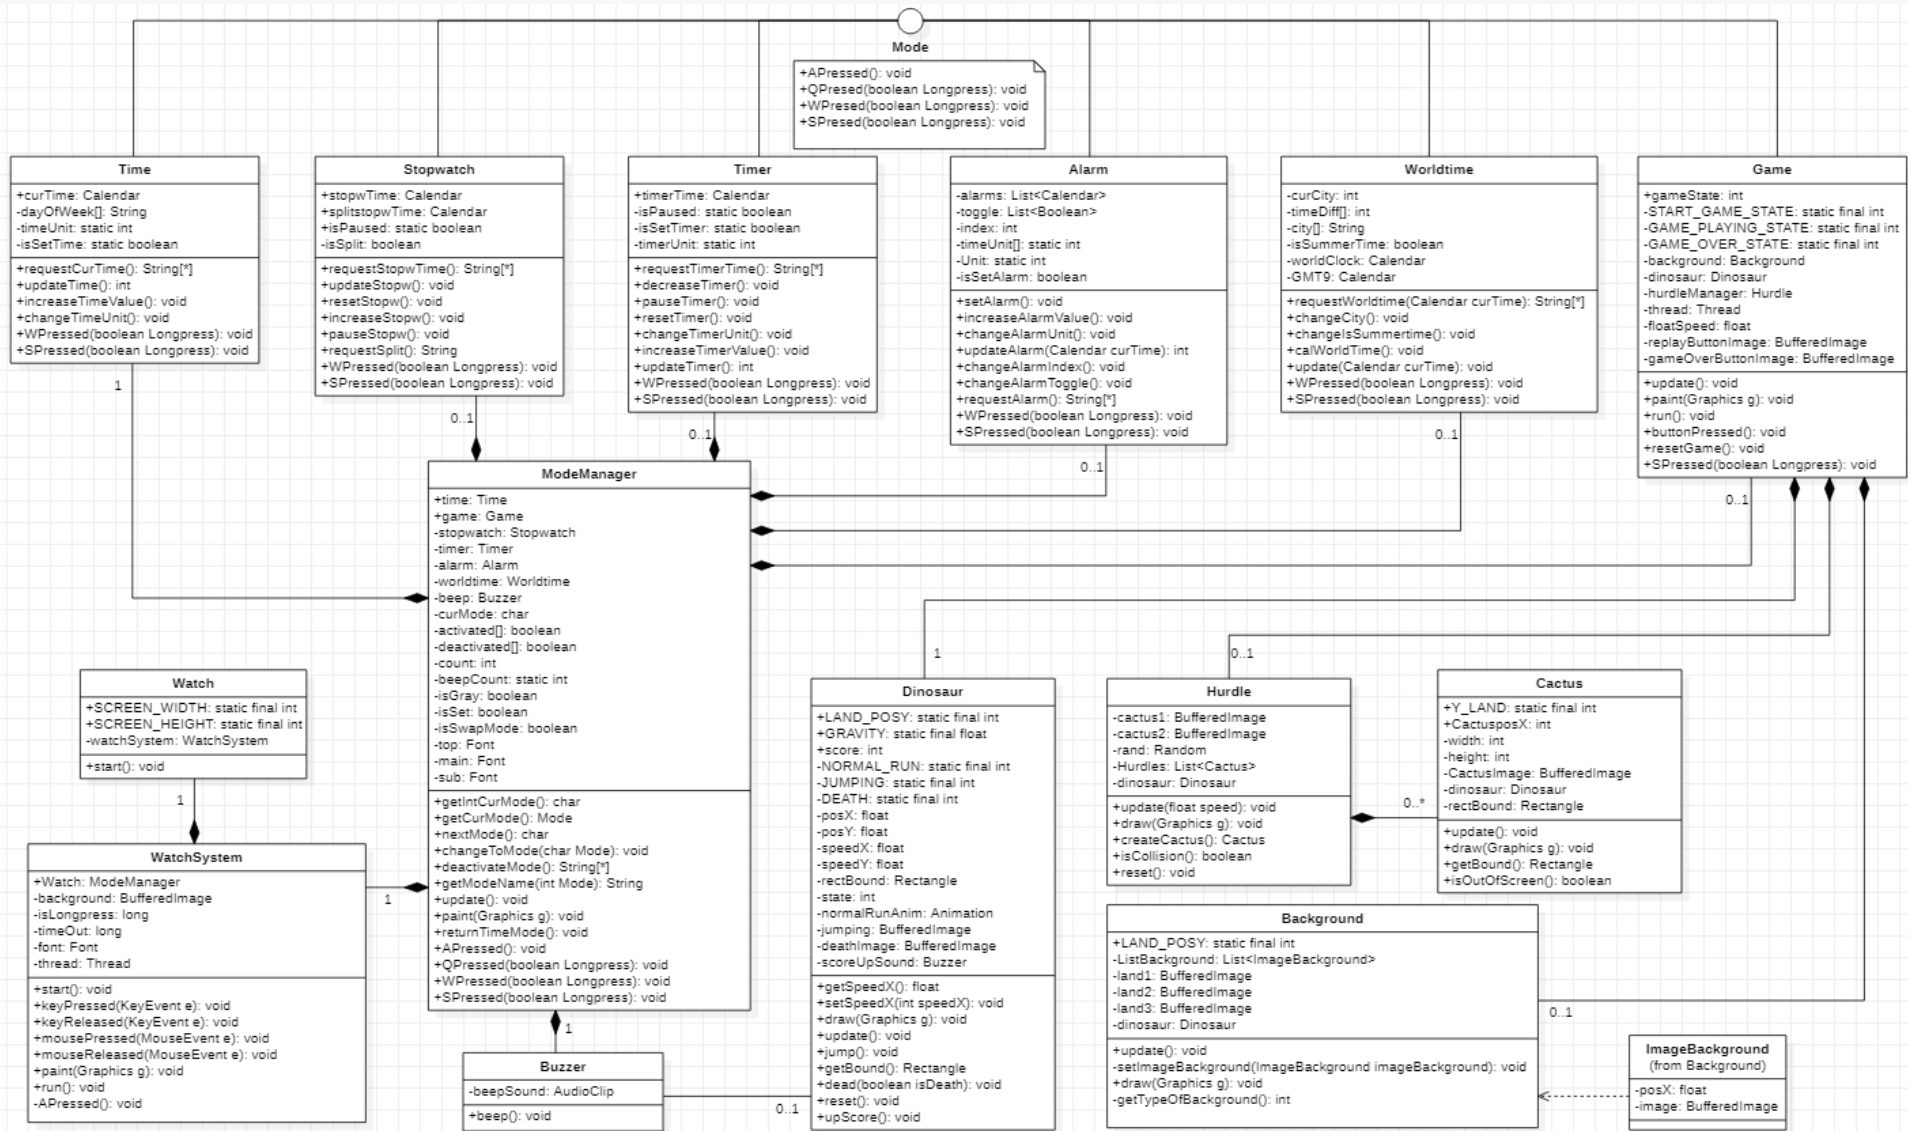 Mode
+APressed(): void
+QPresed(boolean Longpress): void
+WPresed(boolean Longpress): void
+SPresed(boolean Longpress): void
Time
+curTime: Calendar
-dayOfWeek[]: String
-timeUnit: static int
-isSetTime: static boolean
+requestCurTime(): String[*]
+updateTime(): int
+increaseTimeValue(): void
+changeTimeUnit(): void
+WPressed(boolean Longpress): void
+SPressed(boolean Longpress): void
1
Stopwatch
+stopwTime: Calendar
+splitstopwTime: Calendar
+isPaused: static boolean
-isSplit: boolean
+requestStopwTime(): String[*]
+updateStopw(): void
+resetStopw(): void
+increaseStopw(): void
+pauseStopw(): void
+requestSplit(): String
+WPressed(boolean Longpress): void
+SPressed(boolean Longpress): void
0..1
Timer
+timerTime: Calendar
-isPaused: static boolean
-isSetTimer: static boolean
-timerUnit: static int
+requestTimerTime(): String[*]
+decreaseTimer(): void
+pauseTimer(): void
+resetTimer(): void
+changeTimerUnit(): void
+increaseTimerValue(): void
+updateTimer(): int
+WPressed(boolean Longpress): void
+SPressed(boolean Longpress): void
0..1
Alarm
-alarms: List<Calendar>
-toggle: List<Boolean>
-index: int
-timeUnit[]: static int
-Unit: static int
-isSetAlarm: boolean
+setAlarm(): void
+increaseAlarmValue(): void
+changeAlarmUnit(): void
+updateAlarm(Calendar curTime): int
+changeAlarmIndex(): void
+changeAlarmToggle(): void
+requestAlarm(): String[*]
+WPressed(boolean Longpress): void
+SPressed(boolean Longpress): void
0..1
Worldtime
-curCity: int
-timeDiff[]: int
-city[]: String
-isSummerTime: boolean
-worldClock: Calendar
-GMT9: Calendar
+requestWorldtime(Calendar curTime): String[*]
+changeCity(): void
+changeIsSummertime(): void
+calWorldTime(): void
+update(Calendar curTime): void
+WPressed(boolean Longpress): void
+SPressed(boolean Longpress): void
0..1
Game
+gameState: int
-START_GAME_STATE: static final int
-GAME_PLAYING_STATE: static final int
-GAME_OVER_STATE: static final int
-background: Background
-dinosaur: Dinosaur
-hurdleManager: Hurdle
-thread: Thread
-floatSpeed: float
-replayButtonImage: BufferedImage
-gameOverButtonImage: BufferedImage
+update(): void
+paint(Graphics g): void
+run(): void
+buttonPressed(): void
+resetGame(): void
+SPressed(boolean Longpress): void
0..1
ModeManager
+time: Time
+game: Game
-stopwatch: Stopwatch
-timer: Timer
-alarm: Alarm
-worldtime: Worldtime
-beep: Buzzer
-curMode: char
-activated[]: boolean
-deactivated[]: boolean
-count: int
-beepCount: static int
-isGray: boolean
-isSet: boolean
-isSwapMode: boolean
-top: Font
-main: Font
-sub: Font
+getIntCurMode(): char
+getCurMode(): Mode
+nextMode(): char
+changeToMode(char Mode): void
+deactivateMode(): String[*]
+getModeName(int Mode): String
+update(): void
+paint(Graphics g): void
+returnTimeMode(): void
+APressed(): void
+QPressed(boolean Longpress): void
+WPressed(boolean Longpress): void
+SPressed(boolean Longpress): void
1
Watch
+SCREEN_WIDTH: static final int
+SCREEN_HEIGHT: static final int
-watchSystem: WatchSystem
+start(): void
1
WatchSystem
+Watch: ModeManager
-background: BufferedImage
-isLongpress: long
-timeOut: long
-font: Font
-thread: Thread
+start(): void
+keyPressed(KeyEvent e): void
+keyReleased(KeyEvent e): void
+mousePressed(MouseEvent e): void
+mouseReleased(MouseEvent e): void
+paint(Graphics g): void
+run(): void
-APressed(): void
1
Buzzer
-beepSound: AudioClip
+beep(): void
0..1
1
Dinosaur
+LAND_POSY: static final int
+GRAVITY: static final float
+score: int
-NORMAL_RUN: static final int
-JUMPING: static final int
-DEATH: static final int
-posX: float
-posY: float
-speedX: float
-speedY: float
-rectBound: Rectangle
-state: int
-normalRunAnim: Animation
-jumping: BufferedImage
-deathImage: BufferedImage
-scoreUpSound: Buzzer
+getSpeedX(): float
+setSpeedX(int speedX): void
+draw(Graphics g): void
+update(): void
+jump(): void
+getBound(): Rectangle
+dead(boolean isDeath): void
+reset(): void
+upScore(): void
0..1
Hurdle
-cactus1: BufferedImage
-cactus2: BufferedImage
-rand: Random
-Hurdles: List<Cactus>
-dinosaur: Dinosaur
+update(float speed): void
+draw(Graphics g): void
+createCactus(): Cactus
+isCollision(): boolean
+reset(): void
0..*
Cactus
+Y_LAND: static final int
+CactusposX: int
-width: int
-height: int
-CactusImage: BufferedImage
-dinosaur: Dinosaur
-rectBound: Rectangle
+update(): void
+draw(Graphics g): void
+getBound(): Rectangle
+isOutOfScreen(): boolean
Background
+LAND_POSY: static final int
-ListBackground: List<ImageBackground>
-land1: BufferedImage
-land2: BufferedImage
-land3: BufferedImage
-dinosaur: Dinosaur
+update(): void
-setImageBackground(ImageBackground imageBackground): void
+draw(Graphics g): void
-getTypeOfBackground(): int
0..1
ImageBackground
(from Background)
-posX: float
-image: BufferedImage